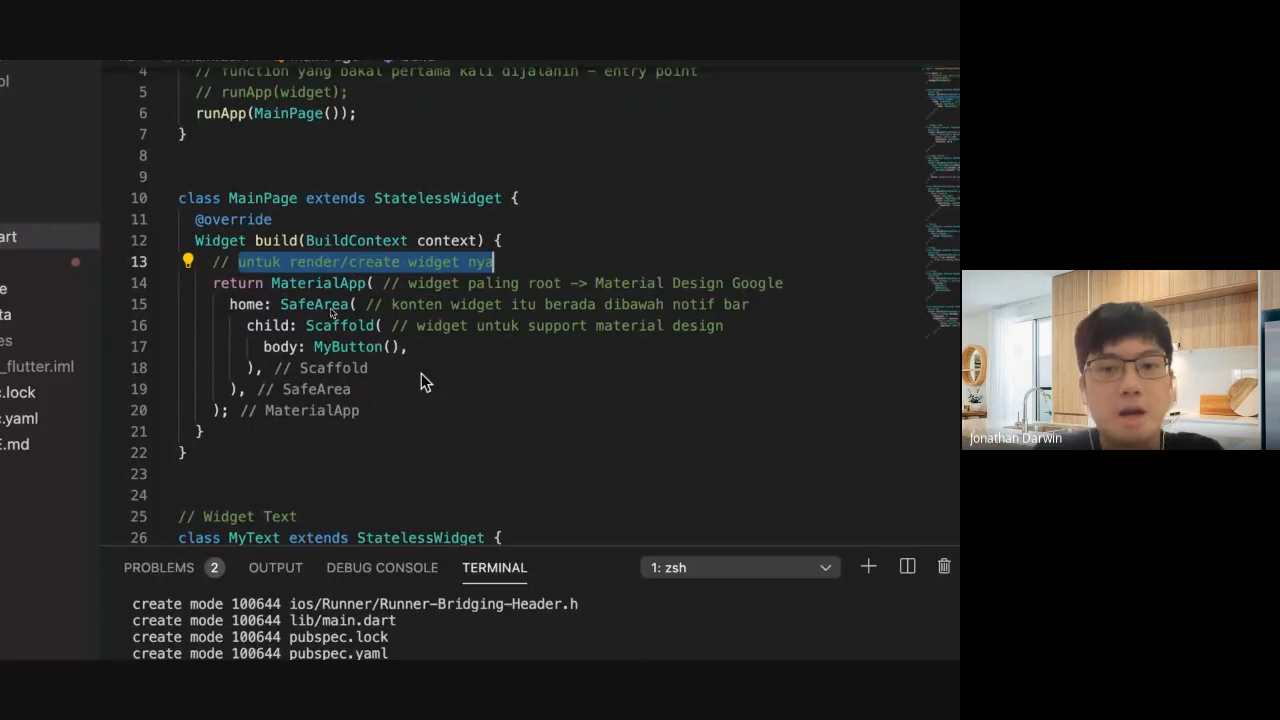 pl
art
e
ta
es
_flutter.iml
c.lock
c.yaml
E.md
4 // function yang bakal pertama kali dijalanin - entry point
5 // runApp(widget);
6 runApp(MainPage());
7 }
8
9
10 class MainPage extends StatelessWidget {
11 @override
12 Widget build(BuildContext context) {
13 // untuk render/create widget nya
14 return MaterialApp( // widget paling root -> Material Design Google
15 home: SafeArea( // konten widget itu berada dibawah notif bar
16 child: Scaffold( // widget untuk support material design
17 body: MyButton(),
18 ), // Scaffold
19 ), // SafeArea
20 ); // MaterialApp
21 }
22 }
23
24
25 // Widget Text
26 class MyText extends StatelessWidget {
PROBLEMS 2 OUTPUT DEBUG CONSOLE TERMINAL 1: zsh
create mode 100644 ios/Runner/Runner-Bridging-Header.h
create mode 100644 lib/main.dart
create mode 100644 pubspec.lock
create mode 100644 pubspec.yaml
Jonathan Darwin